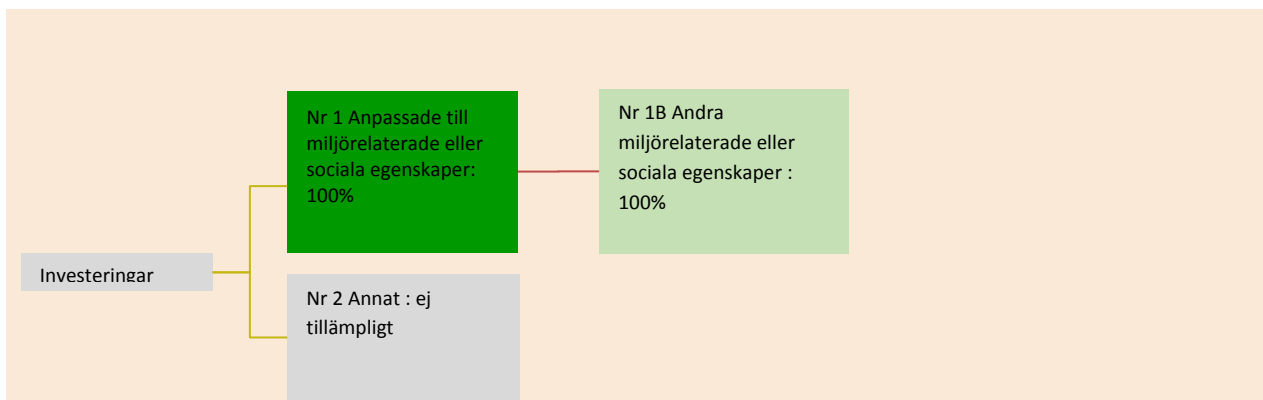 Nr 1 Anpassade till
miljörelaterade eller
sociala egenskaper:
100%
Nr 1B Andra
miljörelaterade eller
sociala egenskaper :
100%
Investeringar
Nr 2 Annat : ej
tillämpligt